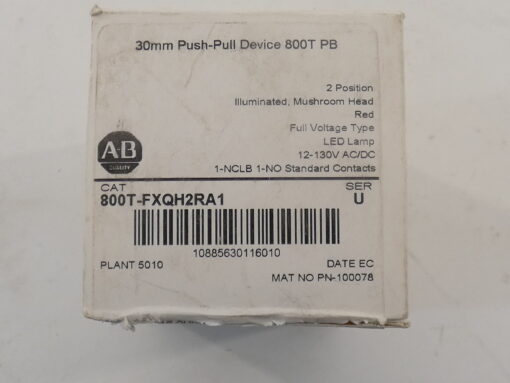 30mm Push-Pull Device 800T PB
2 Position
Illuminated, Mushroom Head
Red
Full Voltage Type
LED Lamp
12-130V AC/DC
1-NCLB 1-NO Standard Contacts
A-B
QUALITY
CAT
SER
800T-FXQH2RA1
U
10885630116010
PLANT 5010
DATE EC
MAT NO PN-100078